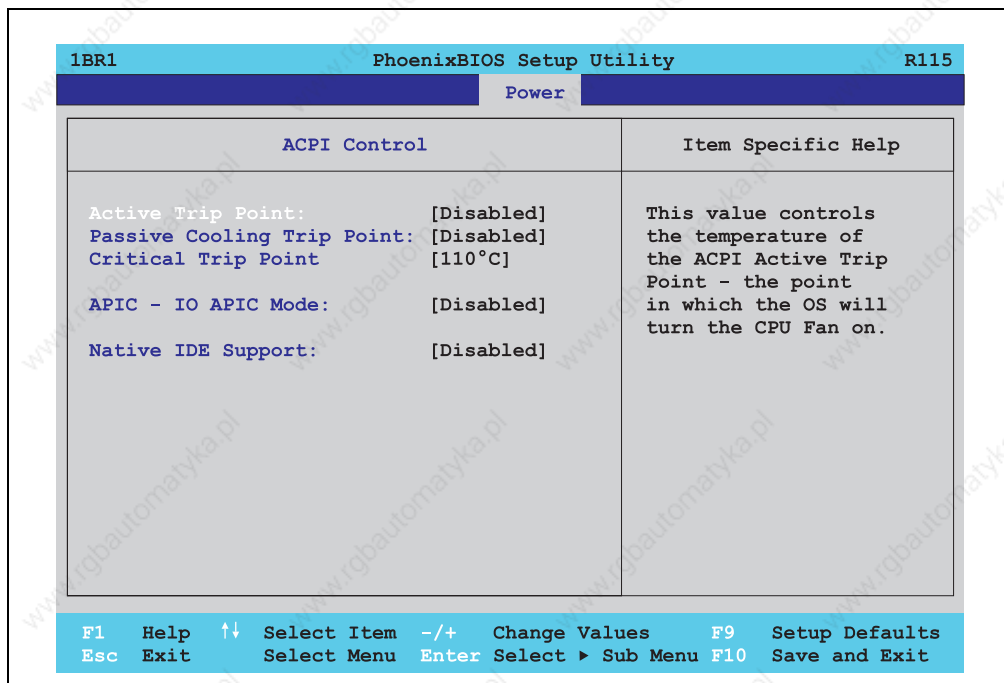 1BR1 PhoenixBIOS Setup Utility R115
Power
ACPI Control
Item Specific Help
Active Trip Point: [Disabled]
Passive Cooling Trip Point: [Disabled]
Critical Trip Point [110°C]
APIC - IO APIC Mode: [Disabled]
Native IDE Support: [Disabled]
This value controls
the temperature of
the ACPI Active Trip
Point - the point
in which the OS will
turn the CPU Fan on.
F1 Help ↑↓ Select Item -/+ Change Values F9 Setup Defaults
Esc Exit Select Menu Enter Select ▶ Sub Menu F10 Save and Exit
www.rgbautomatyka.pl